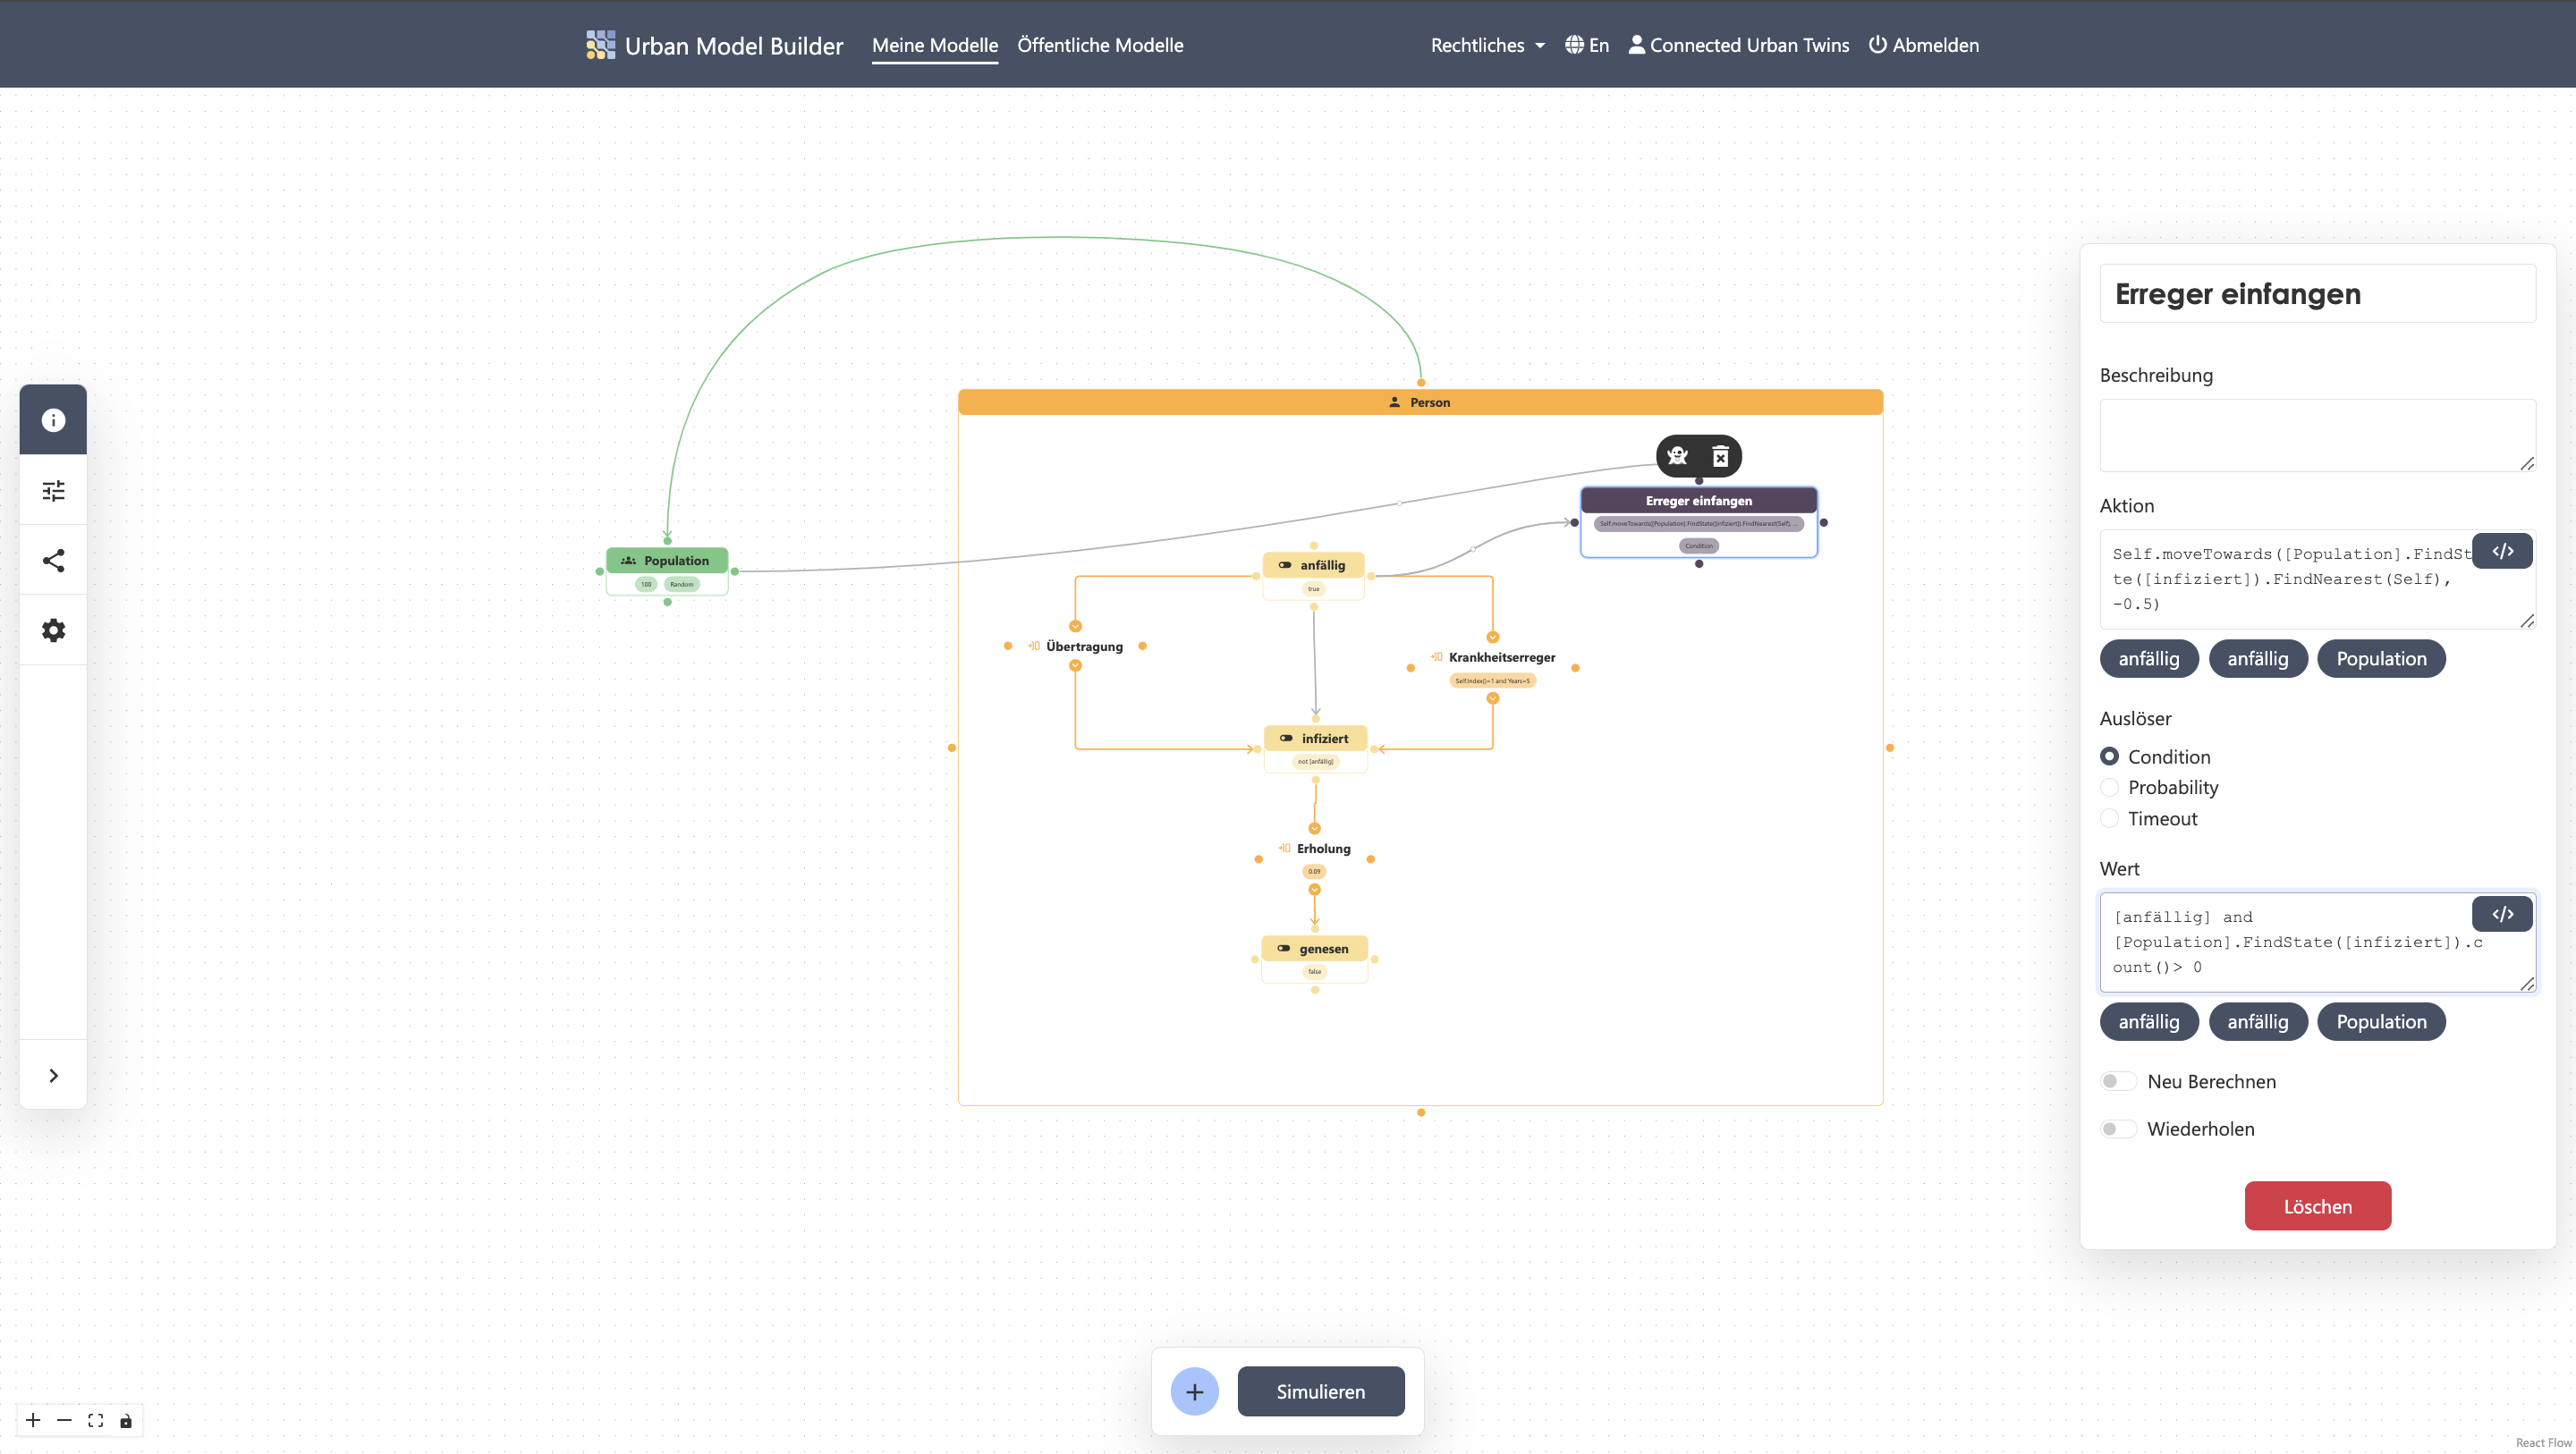 Urban Model Builder
Meine Modelle
Öffentliche Modelle
Rechtliches
En
Connected Urban Twins
Abmelden
Person
Erreger einfangen
Self.moveTowards([Population].FindState([infiziert]).FindNearest(Self), ...
Condition
Population
100
Random
anfällig
true
Übertragung
Krankheitserreger
Self.Index()=1 and Years=5
infiziert
not [anfällig]
Erholung
0.09
genesen
false
Erreger einfangen
Beschreibung
Aktion
Self.moveTowards([Population].FindSt
te([infiziert]).FindNearest(Self),
-0.5)
anfällig
anfällig
Population
Auslöser
Condition
Probability
Timeout
Wert
[anfällig] and
[Population].FindState([infiziert]).c
ount()> 0
anfällig
anfällig
Population
Neu Berechnen
Wiederholen
Löschen
Simulieren
React Flow